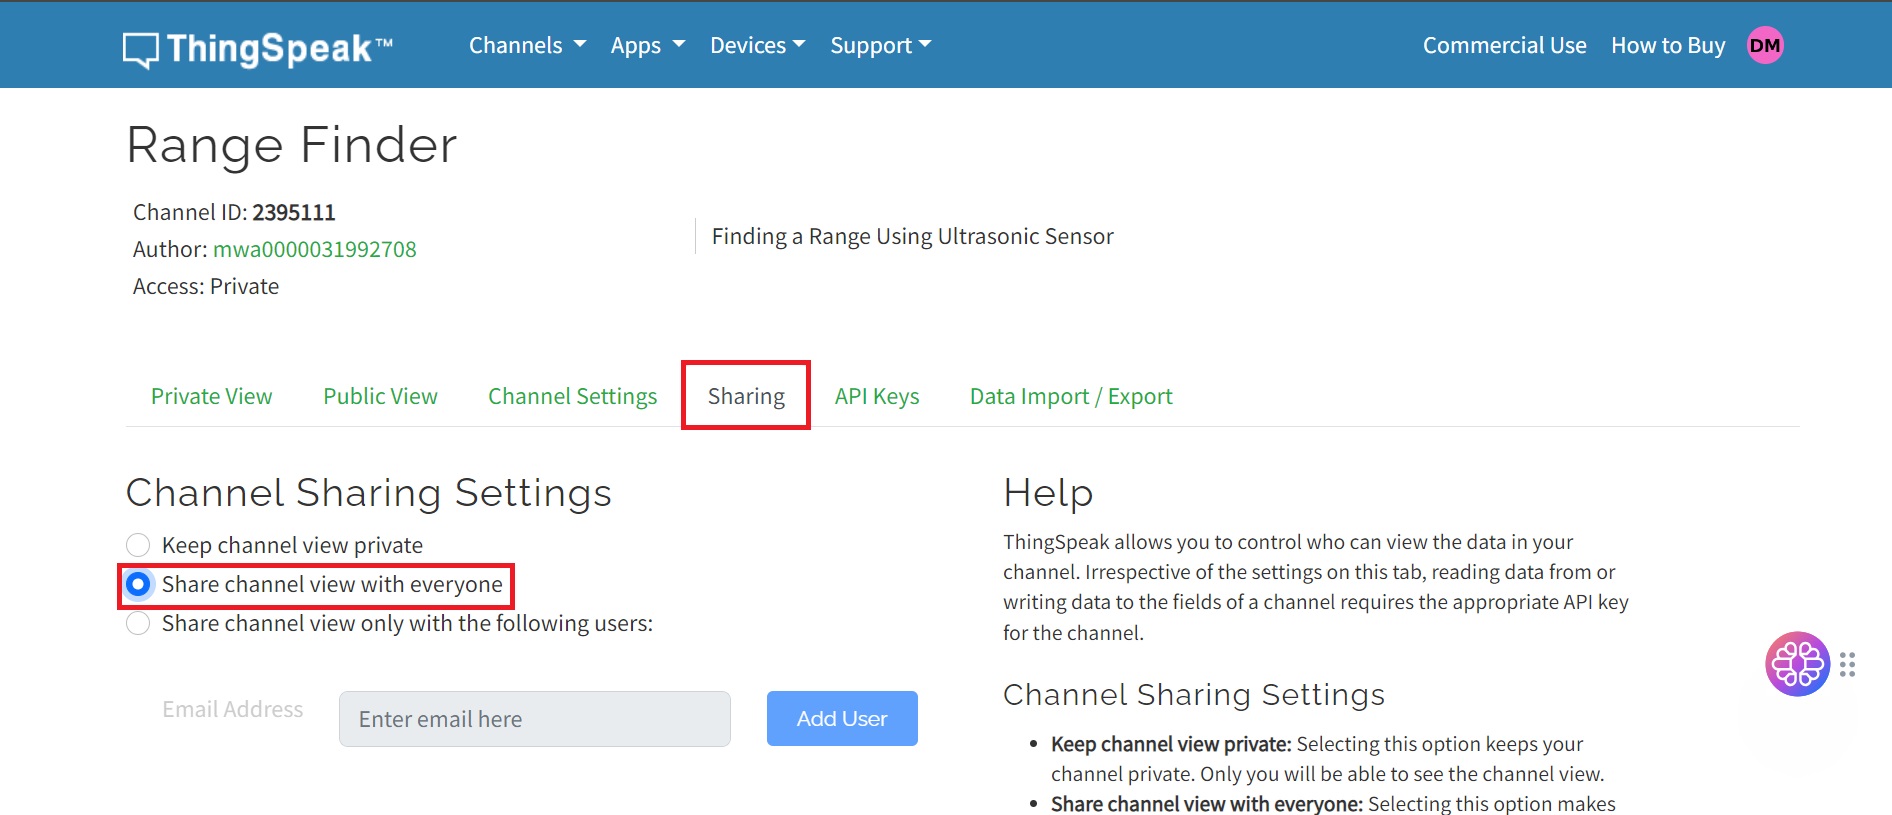 ThingSpeak™ Channels Apps Devices Support Commercial Use How to Buy DM
Range Finder
Channel ID: 2395111
Author: mwa0000031992708
Access: Private
Finding a Range Using Ultrasonic Sensor
Private View Public View Channel Settings Sharing API Keys Data Import / Export
Channel Sharing Settings
Keep channel view private
Share channel view with everyone
Share channel view only with the following users:
Email Address Enter email here Add User
Help
ThingSpeak allows you to control who can view the data in your
channel. Irrespective of the settings on this tab, reading data from or
writing data to the fields of a channel requires the appropriate API key
for the channel.
Channel Sharing Settings
• Keep channel view private: Selecting this option keeps your
channel private. Only you will be able to see the channel view.
• Share channel view with everyone: Selecting this option makes